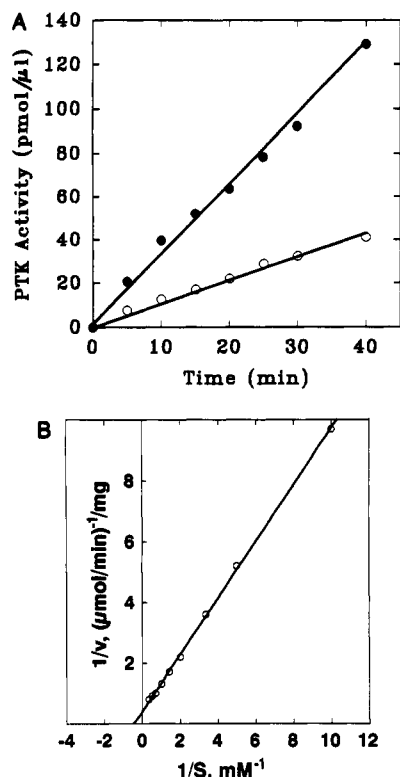 A
PTK Activity (pmol/µl)
140
120
100
80
60
40
20
0
0 10 20 30 40
Time (min)
B
1/v, (µmol/min)⁻¹/mg
8
6
4
2
-4 -2 0 2 4 6 8 10 12
1/S, mM⁻¹